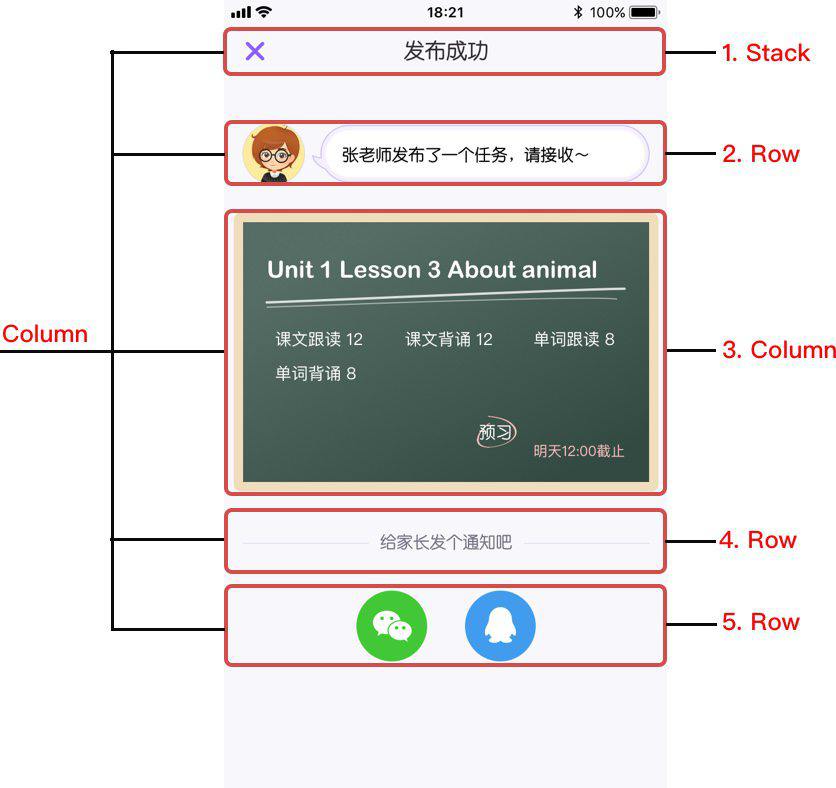 18:21
100%
发布成功
1. Stack
张老师发布了一个任务，请接收～
2. Row
Unit 1 Lesson 3 About animal
课文跟读 12 课文背诵 12 单词跟读 8
单词背诵 8
Column
3. Column
预习
明天12:00截止
给家长发个通知吧
4. Row
5. Row